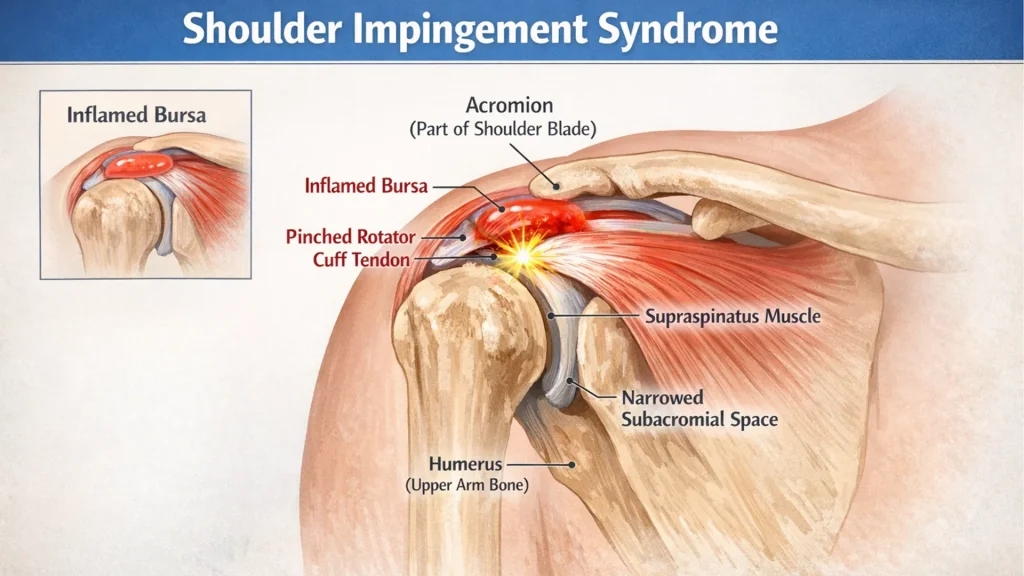 Shoulder Impingement Syndrome
Inflamed Bursa
Acromion
(Part of Shoulder Blade)
Inflamed Bursa
Pinched Rotator
Cuff Tendon
Supraspinatus Muscle
Narrowed
Subacromial Space
Humerus
(Upper Arm Bone)